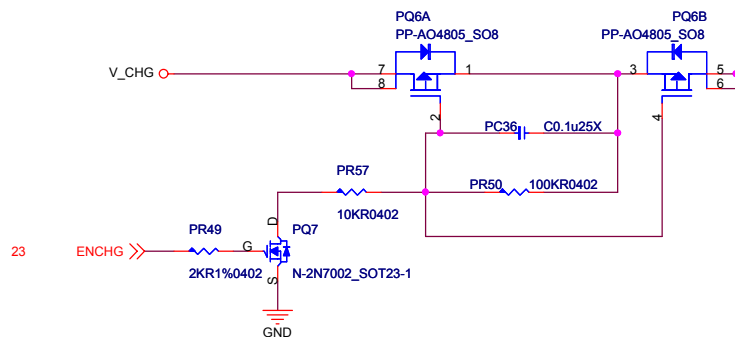 PQ6A
PP-AO4805_SO8
PQ6B
PP-AO4805_SO8
V_CHG
7
8
1
3
5
6
2
4
PC36
C0.1u25X
PR57
10KR0402
PR50
100KR0402
PR49
2KR1%0402
PQ7
N-2N7002_SOT23-1
D
G
S
23
ENCHG
GND